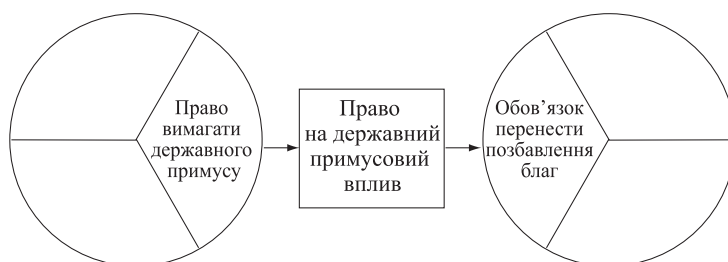 Право
вимагати
державного
примусу
Право
на державний
примусовий
вплив
Обов’язок
перенести
позбавлення
благ